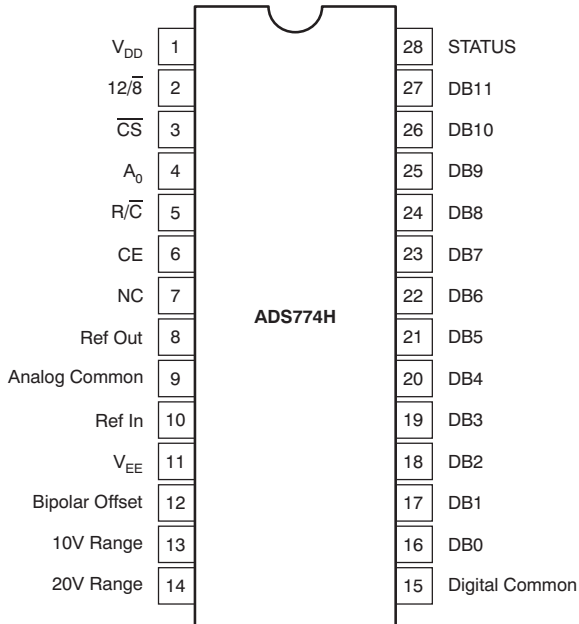 V_DD 1 28 STATUS
12/8̅ 2 27 DB11
C̅S̅ 3 26 DB10
A_0 4 25 DB9
R/C̅ 5 24 DB8
CE 6 23 DB7
NC 7 22 DB6
ADS774H
Ref Out 8 21 DB5
Analog Common 9 20 DB4
Ref In 10 19 DB3
V_EE 11 18 DB2
Bipolar Offset 12 17 DB1
10V Range 13 16 DB0
20V Range 14 15 Digital Common